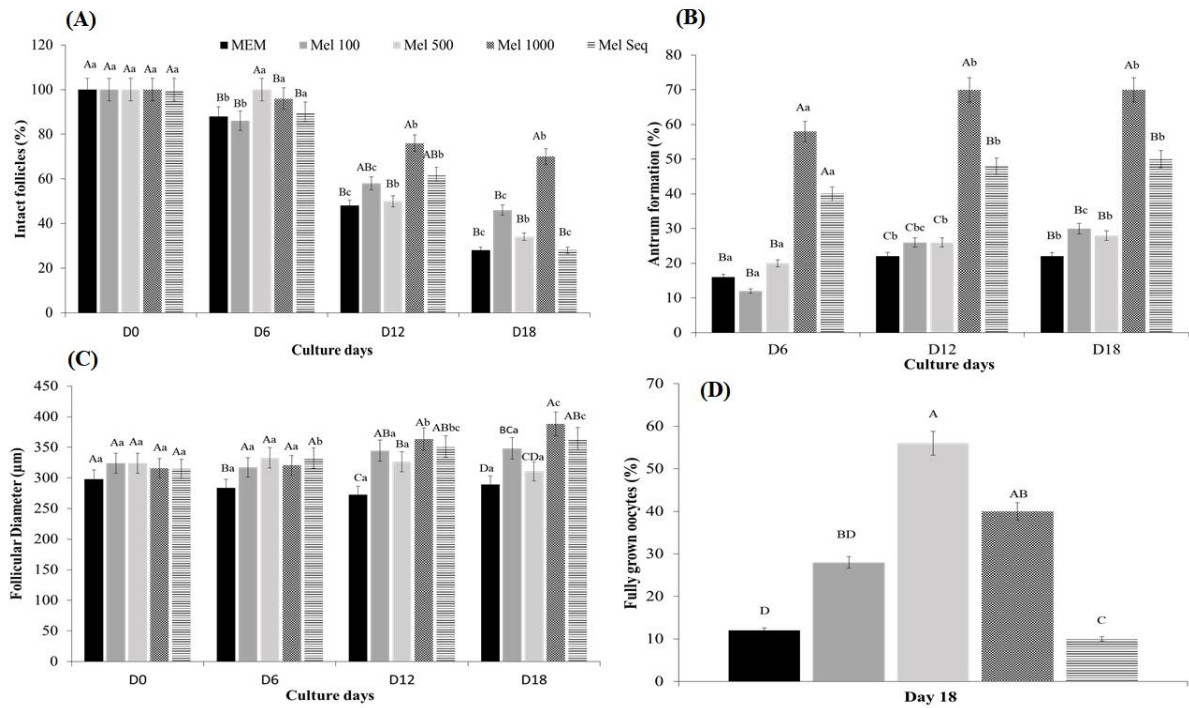 (A)
MEM Mel 100 Mel 500 Mel 1000 Mel Seq
Intact follicles (%)
120
100
80
60
40
20
0
Aa Aa Aa Aa Aa
Bb Bb Aa Ba Ba
Bc ABc Bb Ab ABb
Bc Bc Bb Ab Bc
D0 D6 D12 D18
Culture days
(B)
Antrum formation (%)
80
70
60
50
40
30
20
10
0
Ba Ba Ba Aa Aa
Cb Cbc Cb Ab Bb
Bb Bc Bb Ab Bb
D6 D12 D18
Culture days
(C)
Follicular Diameter (μm)
450
400
350
300
250
200
150
100
50
0
Aa Aa Aa Aa Aa
Ba Aa Aa Aa Ab
Ca ABa Ba Ab ABbc
Da BCa CDa Ac ABc
D0 D6 D12 D18
Culture days
(D)
Fully grown oocytes (%)
70
60
50
40
30
20
10
0
D BD A AB C
Day 18